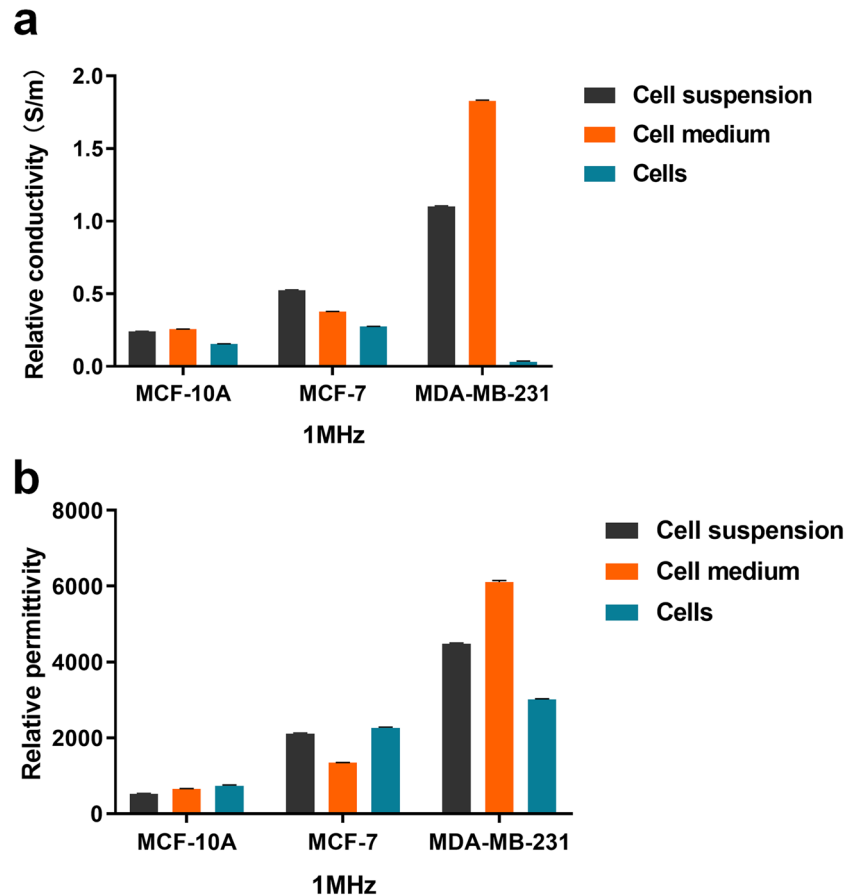 a
Relative conductivity (S/m)
2.0
1.5
1.0
0.5
0.0
MCF-10A MCF-7 MDA-MB-231
1MHz
Cell suspension
Cell medium
Cells
b
Relative permittivity
8000
6000
4000
2000
0
MCF-10A MCF-7 MDA-MB-231
1MHz
Cell suspension
Cell medium
Cells